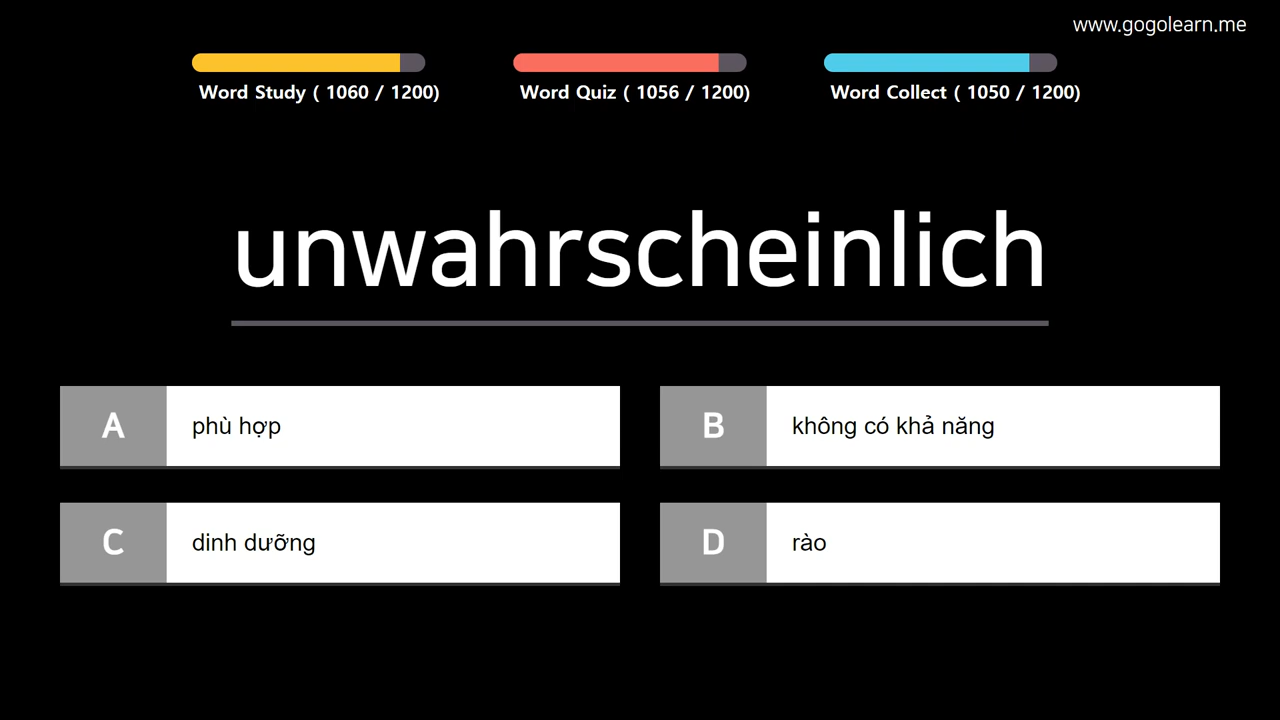 www.gogolearn.me
Word Study ( 1060 / 1200)
Word Quiz ( 1056 / 1200)
Word Collect ( 1050 / 1200)
unwahrscheinlich
A phù hợp
B không có khả năng
C dinh dưỡng
D rào